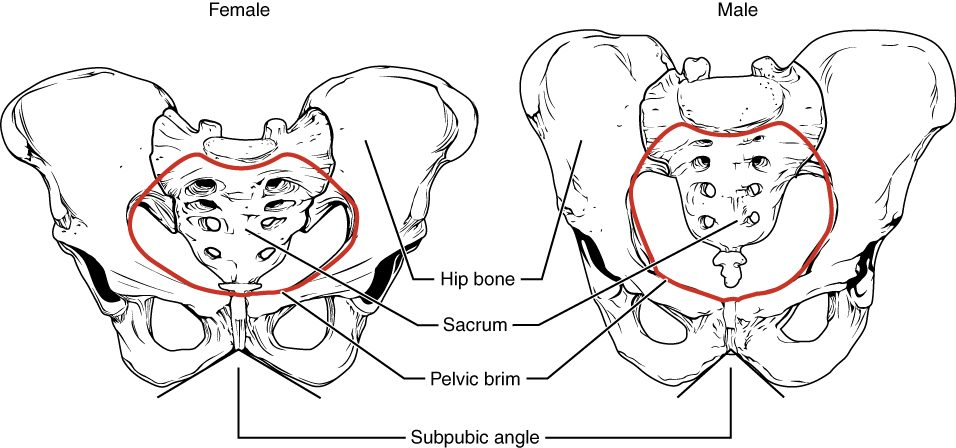 Female
Male
Hip bone
Sacrum
Pelvic brim
Subpubic angle